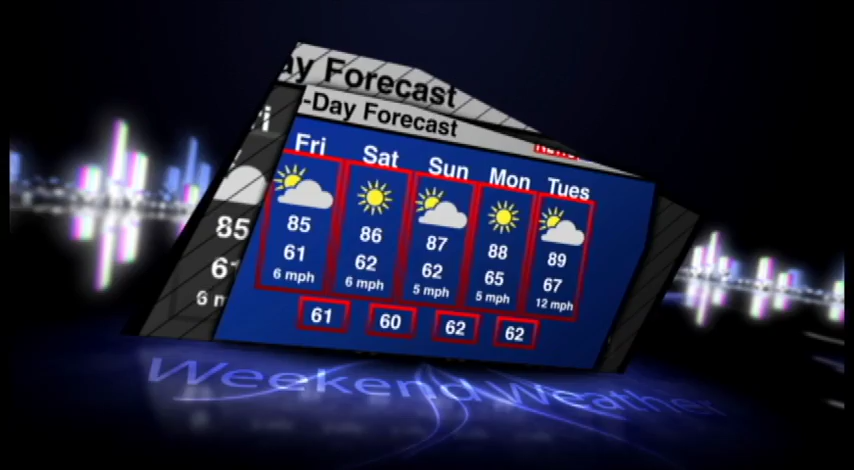 ay Forecast
-Day Forecast
Fri Sat Sun Mon Tues
85 86 87 88 89
61 62 62 65 67
6 mph 6 mph 5 mph 5 mph 12 mph
61 60 62 62
85
Weekend Weather